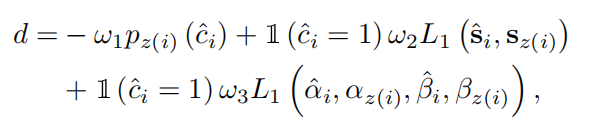 d = − ω₁p_{z(i)} (ĉ_i) + 𝟙 (ĉ_i = 1) ω₂L₁ (ŝ_i, s_{z(i)})
+ 𝟙 (ĉ_i = 1) ω₃L₁ (α̂_i, α_{z(i)}, β̂_i, β_{z(i)}) ,